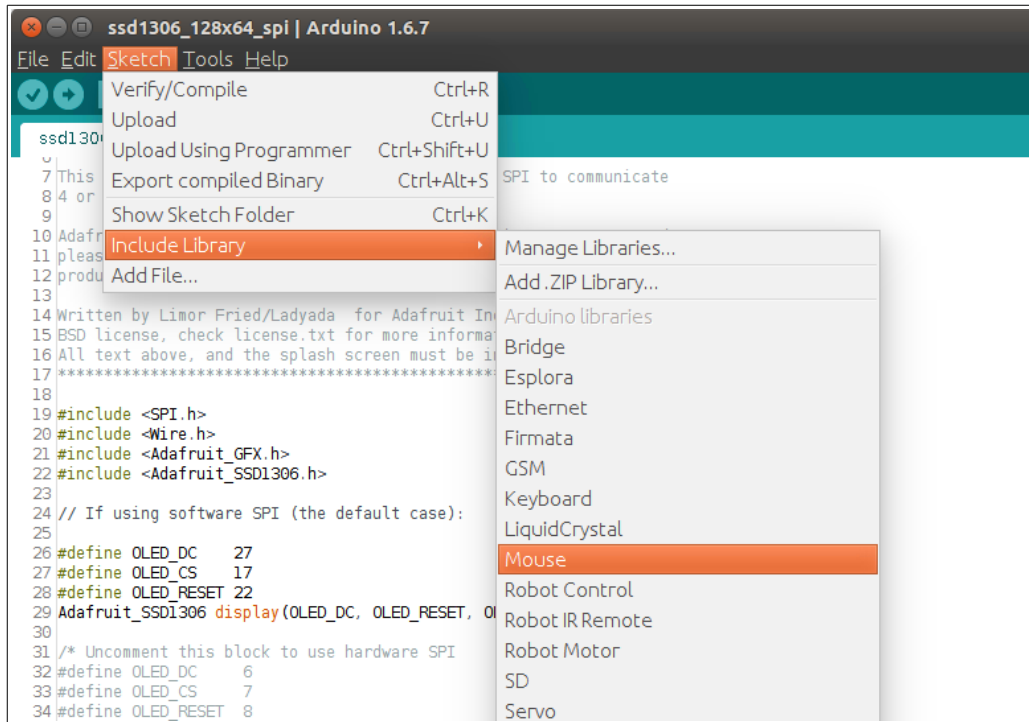 ssd1306_128x64_spi | Arduino 1.6.7
File Edit Sketch Tools Help
Verify/Compile Ctrl+R
Upload Ctrl+U
Upload Using Programmer Ctrl+Shift+U
Export compiled Binary Ctrl+Alt+S
Show Sketch Folder Ctrl+K
Include Library
Add File...
Manage Libraries...
Add .ZIP Library...
Arduino libraries
Bridge
Esplora
Ethernet
Firmata
GSM
Keyboard
LiquidCrystal
Mouse
Robot Control
Robot IR Remote
Robot Motor
SD
Servo
ssd130
7 This SPI to communicate
8 4 or
9
10 Adafr
11 pleas
12 produ
13
14 Written by Limor Fried/Ladyada for Adafruit In
15 BSD license, check license.txt for more informa
16 All text above, and the splash screen must be i
17 ***********************************************
18
19 #include <SPI.h>
20 #include <Wire.h>
21 #include <Adafruit_GFX.h>
22 #include <Adafruit_SSD1306.h>
23
24 // If using software SPI (the default case):
25
26 #define OLED_DC 27
27 #define OLED_CS 17
28 #define OLED_RESET 22
29 Adafruit_SSD1306 display(OLED_DC, OLED_RESET, OL
30
31 /* Uncomment this block to use hardware SPI
32 #define OLED_DC 6
33 #define OLED_CS 7
34 #define OLED_RESET 8